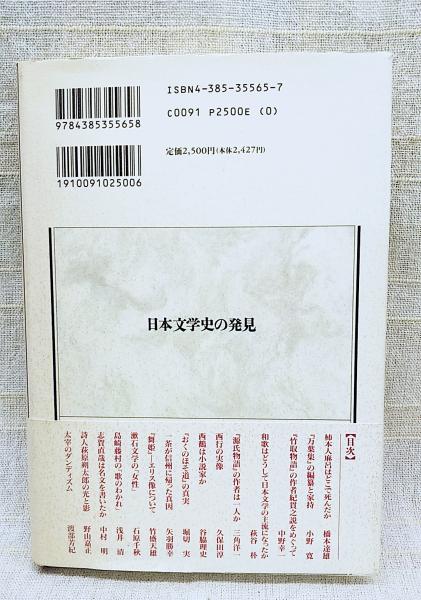 ISBN4-385-35565-7
C0091 P2500E (0)
9784385355658
定価2,500円(本体2,427円)
1910091025006
日本文学史の発見
【目次】
柿本人麻呂はどこで死んだか 橋本達雄
『万葉集』の編纂と家持 小野 寛
『竹取物語』の作者紀貫之説をめぐって 中野幸一
和歌はどうして日本文学の主流になったか 萩谷 朴
『源氏物語』の作者は一人か 三角洋一
西行の実像 久保田淳
西鶴は小説家か 谷脇理史
『おくのほそ道』の真実 堀切 実
一茶が信州に帰った真因 矢羽勝幸
『舞姫』―エリス像について 竹盛天雄
漱石文学の「女性」 石原千秋
島崎藤村の「歌のわかれ」 浅井 清
志賀直哉は名文を書いたか 中村 明
詩人萩原朔太郎の光と影 野山嘉正
太宰のダンディズム 渡部芳紀